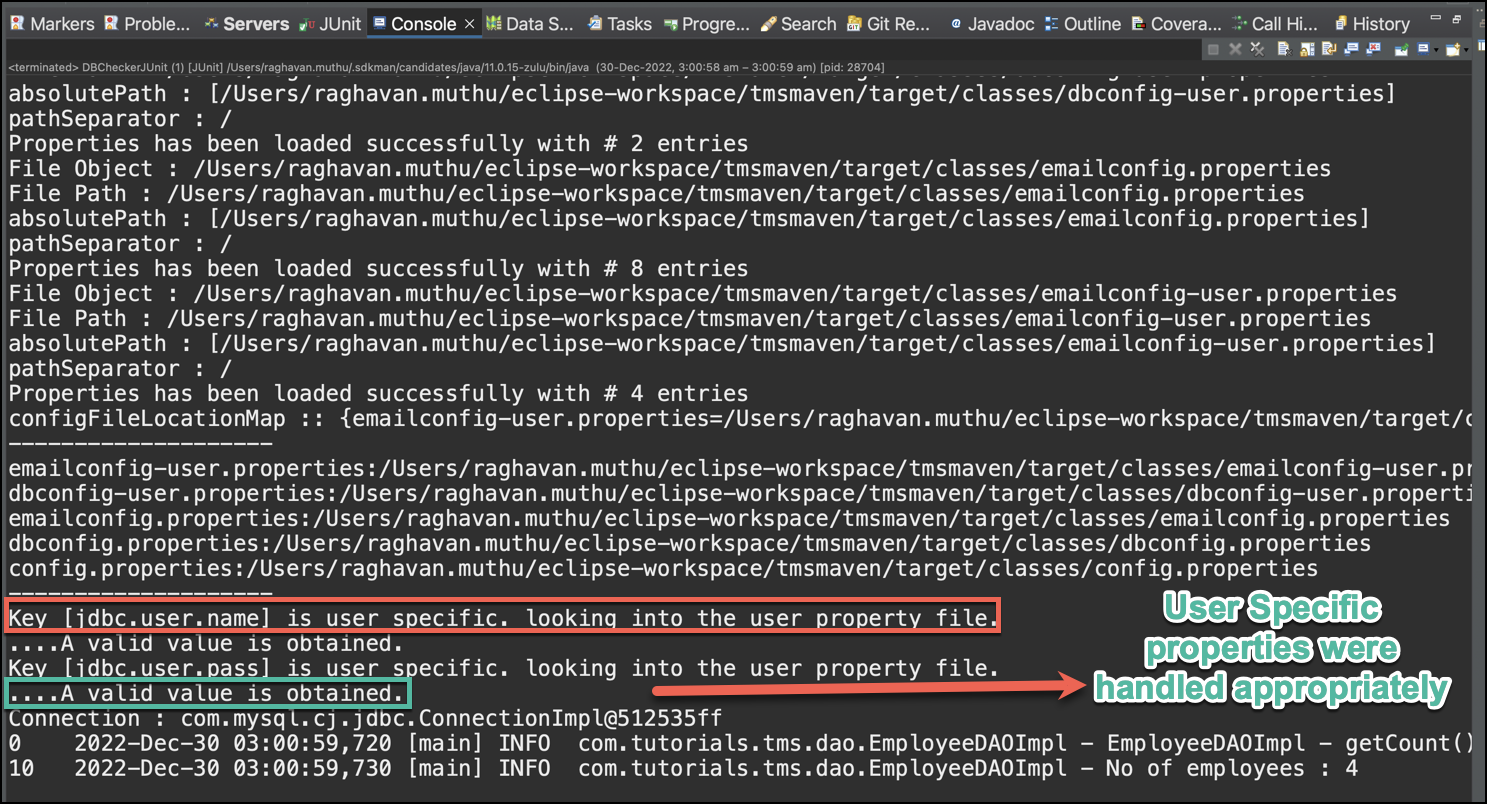 Markers Proble... Servers JUnit Console × Data S... Tasks Progre... Search Git Re... Javadoc Outline Covera... Call Hi... History
<terminated> DBCheckerJUnit (1) [JUnit] /Users/raghavan.muthu/.sdkman/candidates/java/11.0.15-zulu/bin/java (30-Dec-2022, 3:00:58 am – 3:00:59 am) [pid: 28704]
absolutePath : [/Users/raghavan.muthu/eclipse-workspace/tmsmaven/target/classes/dbconfig-user.properties]
pathSeparator : /
Properties has been loaded successfully with # 2 entries
File Object : /Users/raghavan.muthu/eclipse-workspace/tmsmaven/target/classes/emailconfig.properties
File Path : /Users/raghavan.muthu/eclipse-workspace/tmsmaven/target/classes/emailconfig.properties
absolutePath : [/Users/raghavan.muthu/eclipse-workspace/tmsmaven/target/classes/emailconfig.properties]
pathSeparator : /
Properties has been loaded successfully with # 8 entries
File Object : /Users/raghavan.muthu/eclipse-workspace/tmsmaven/target/classes/emailconfig-user.properties
File Path : /Users/raghavan.muthu/eclipse-workspace/tmsmaven/target/classes/emailconfig-user.properties
absolutePath : [/Users/raghavan.muthu/eclipse-workspace/tmsmaven/target/classes/emailconfig-user.properties]
pathSeparator : /
Properties has been loaded successfully with # 4 entries
configFileLocationMap :: {emailconfig-user.properties=/Users/raghavan.muthu/eclipse-workspace/tmsmaven/target/c
--------------------
emailconfig-user.properties:/Users/raghavan.muthu/eclipse-workspace/tmsmaven/target/classes/emailconfig-user.pr
dbconfig-user.properties:/Users/raghavan.muthu/eclipse-workspace/tmsmaven/target/classes/dbconfig-user.properti
emailconfig.properties:/Users/raghavan.muthu/eclipse-workspace/tmsmaven/target/classes/emailconfig.properties
dbconfig.properties:/Users/raghavan.muthu/eclipse-workspace/tmsmaven/target/classes/dbconfig.properties
config.properties:/Users/raghavan.muthu/eclipse-workspace/tmsmaven/target/classes/config.properties
--------------------
Key [jdbc.user.name] is user specific. looking into the user property file.
....A valid value is obtained.
Key [jdbc.user.pass] is user specific. looking into the user property file.
....A valid value is obtained.
User Specific
properties were
handled appropriately
Connection : com.mysql.cj.jdbc.ConnectionImpl@512535ff
0    2022-Dec-30 03:00:59,720 [main] INFO  com.tutorials.tms.dao.EmployeeDAOImpl - EmployeeDAOImpl - getCount()
10   2022-Dec-30 03:00:59,730 [main] INFO  com.tutorials.tms.dao.EmployeeDAOImpl - No of employees : 4